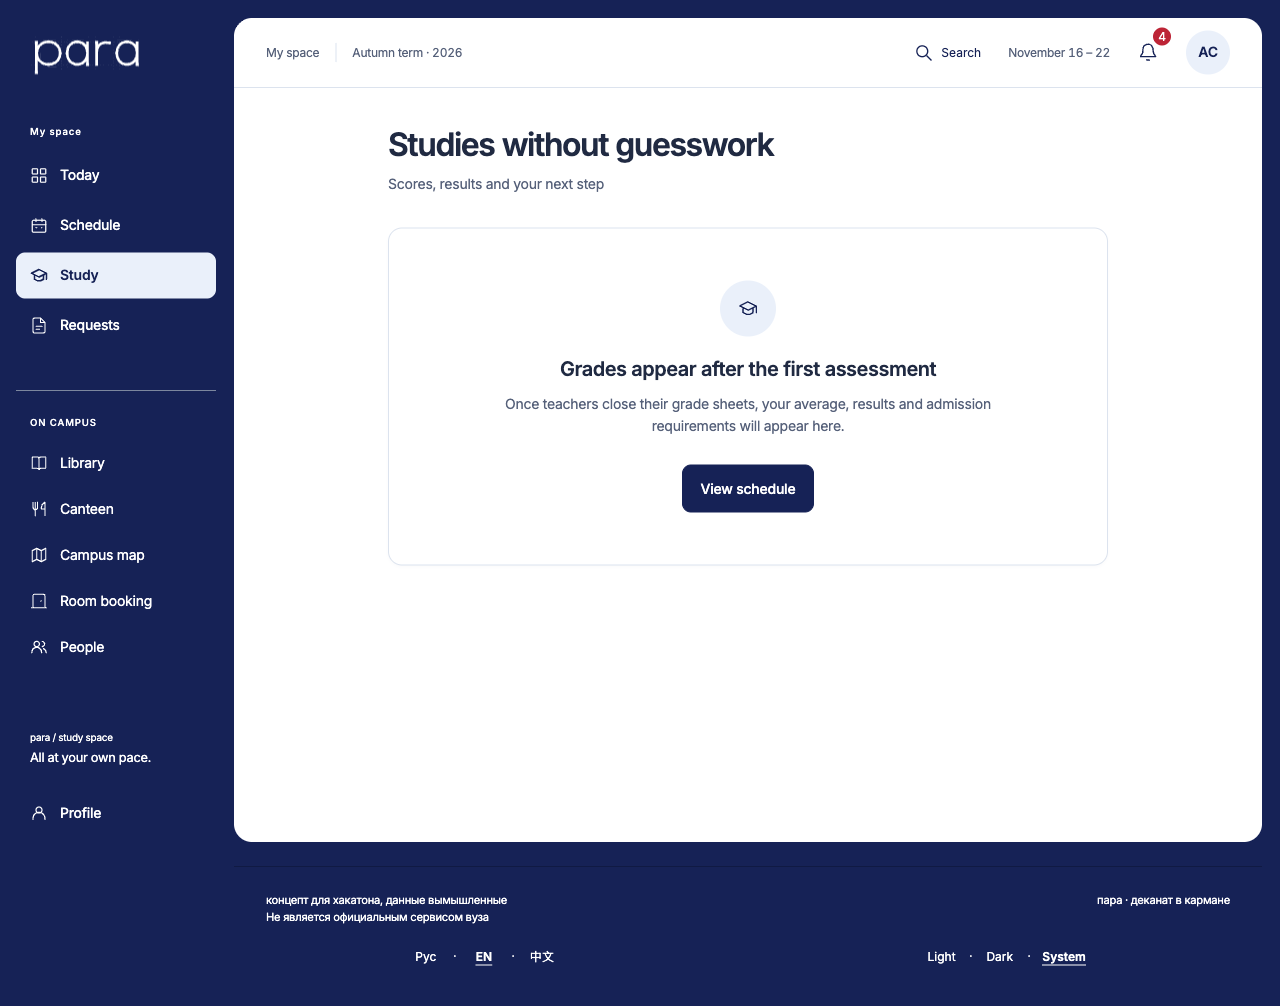 para
My space
Today
Schedule
Study
Requests
ON CAMPUS
Library
Canteen
Campus map
Room booking
People
para / study space
All at your own pace.
Profile
My space
Autumn term · 2026
Search
November 16 – 22
4
AC
Studies without guesswork
Scores, results and your next step
Grades appear after the first assessment
Once teachers close their grade sheets, your average, results and admission
requirements will appear here.
View schedule
концепт для хакатона, данные вымышленные
Не является официальным сервисом вуза
пара · деканат в кармане
Рус · EN · 中文
Light · Dark · System